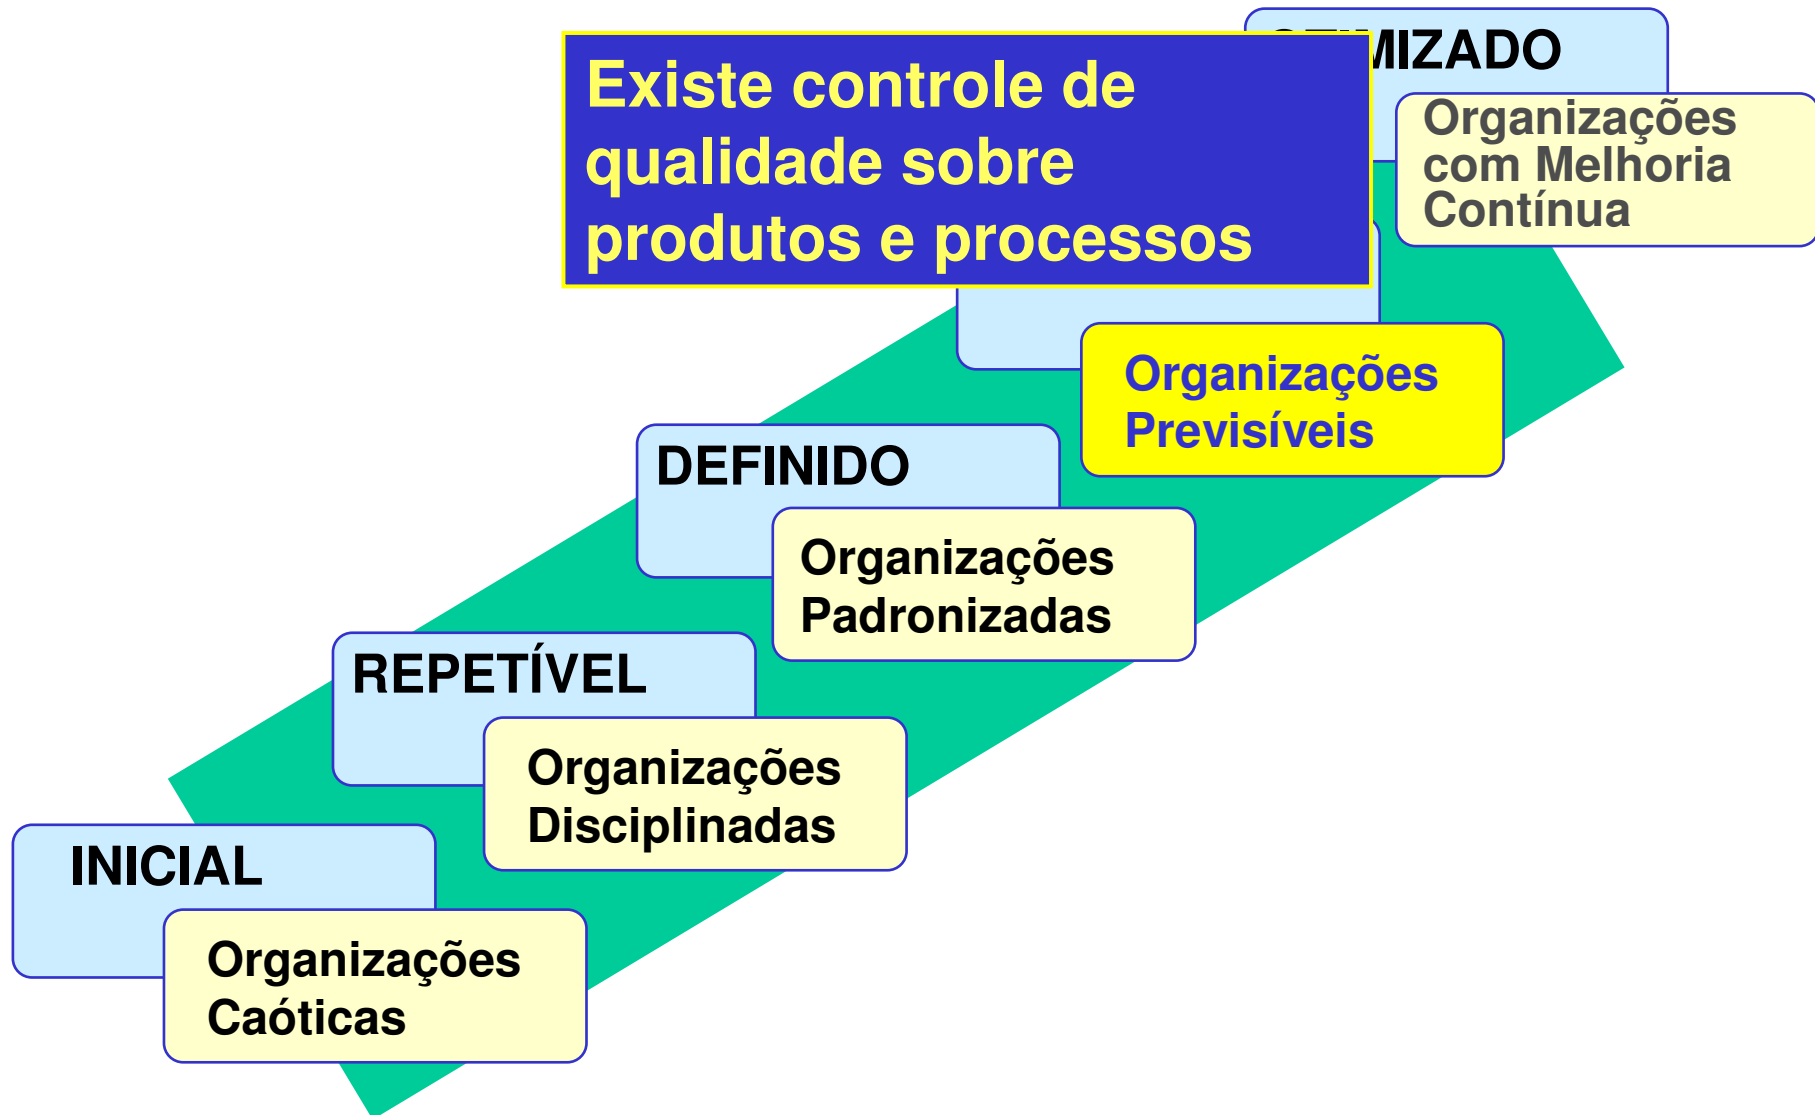 Existe controle de
qualidade sobre
produtos e processos
Organizações
com Melhoria
Contínua
Organizações
Previsíveis
DEFINIDO
Organizações
Padronizadas
REPETÍVEL
Organizações
Disciplinadas
INICIAL
Organizações
Caóticas